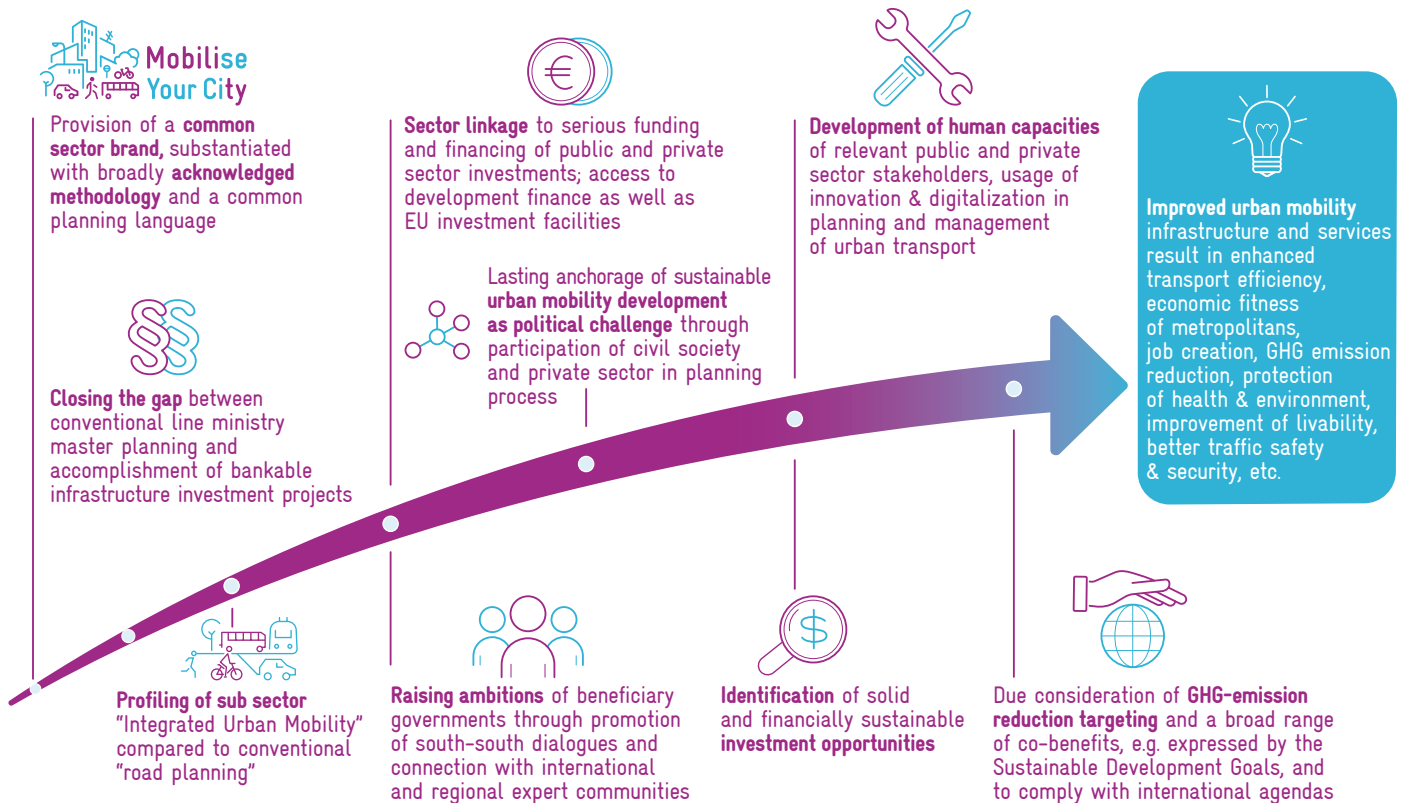 Mobilise
Your City
Provision of a common
sector brand, substantiated
with broadly acknowledged
methodology and a common
planning language
Closing the gap between
conventional line ministry
master planning and
accomplishment of bankable
infrastructure investment projects
Profiling of sub sector
"Integrated Urban Mobility"
compared to conventional
"road planning"
€
Sector linkage to serious funding
and financing of public and private
sector investments; access to
development finance as well as
EU investment facilities
Lasting anchorage of sustainable
urban mobility development
as political challenge through
participation of civil society
and private sector in planning
process
Raising ambitions of beneficiary
governments through promotion
of south-south dialogues and
connection with international
and regional expert communities
Development of human capacities
of relevant public and private
sector stakeholders, usage of
innovation & digitalization in
planning and management
of urban transport
$
Identification of solid
and financially sustainable
investment opportunities
Due consideration of GHG-emission
reduction targeting and a broad range
of co-benefits, e.g. expressed by the
Sustainable Development Goals, and
to comply with international agendas
Improved urban mobility
infrastructure and services
result in enhanced
transport efficiency,
economic fitness
of metropolitans,
job creation, GHG emission
reduction, protection
of health & environment,
improvement of livability,
better traffic safety
& security, etc.